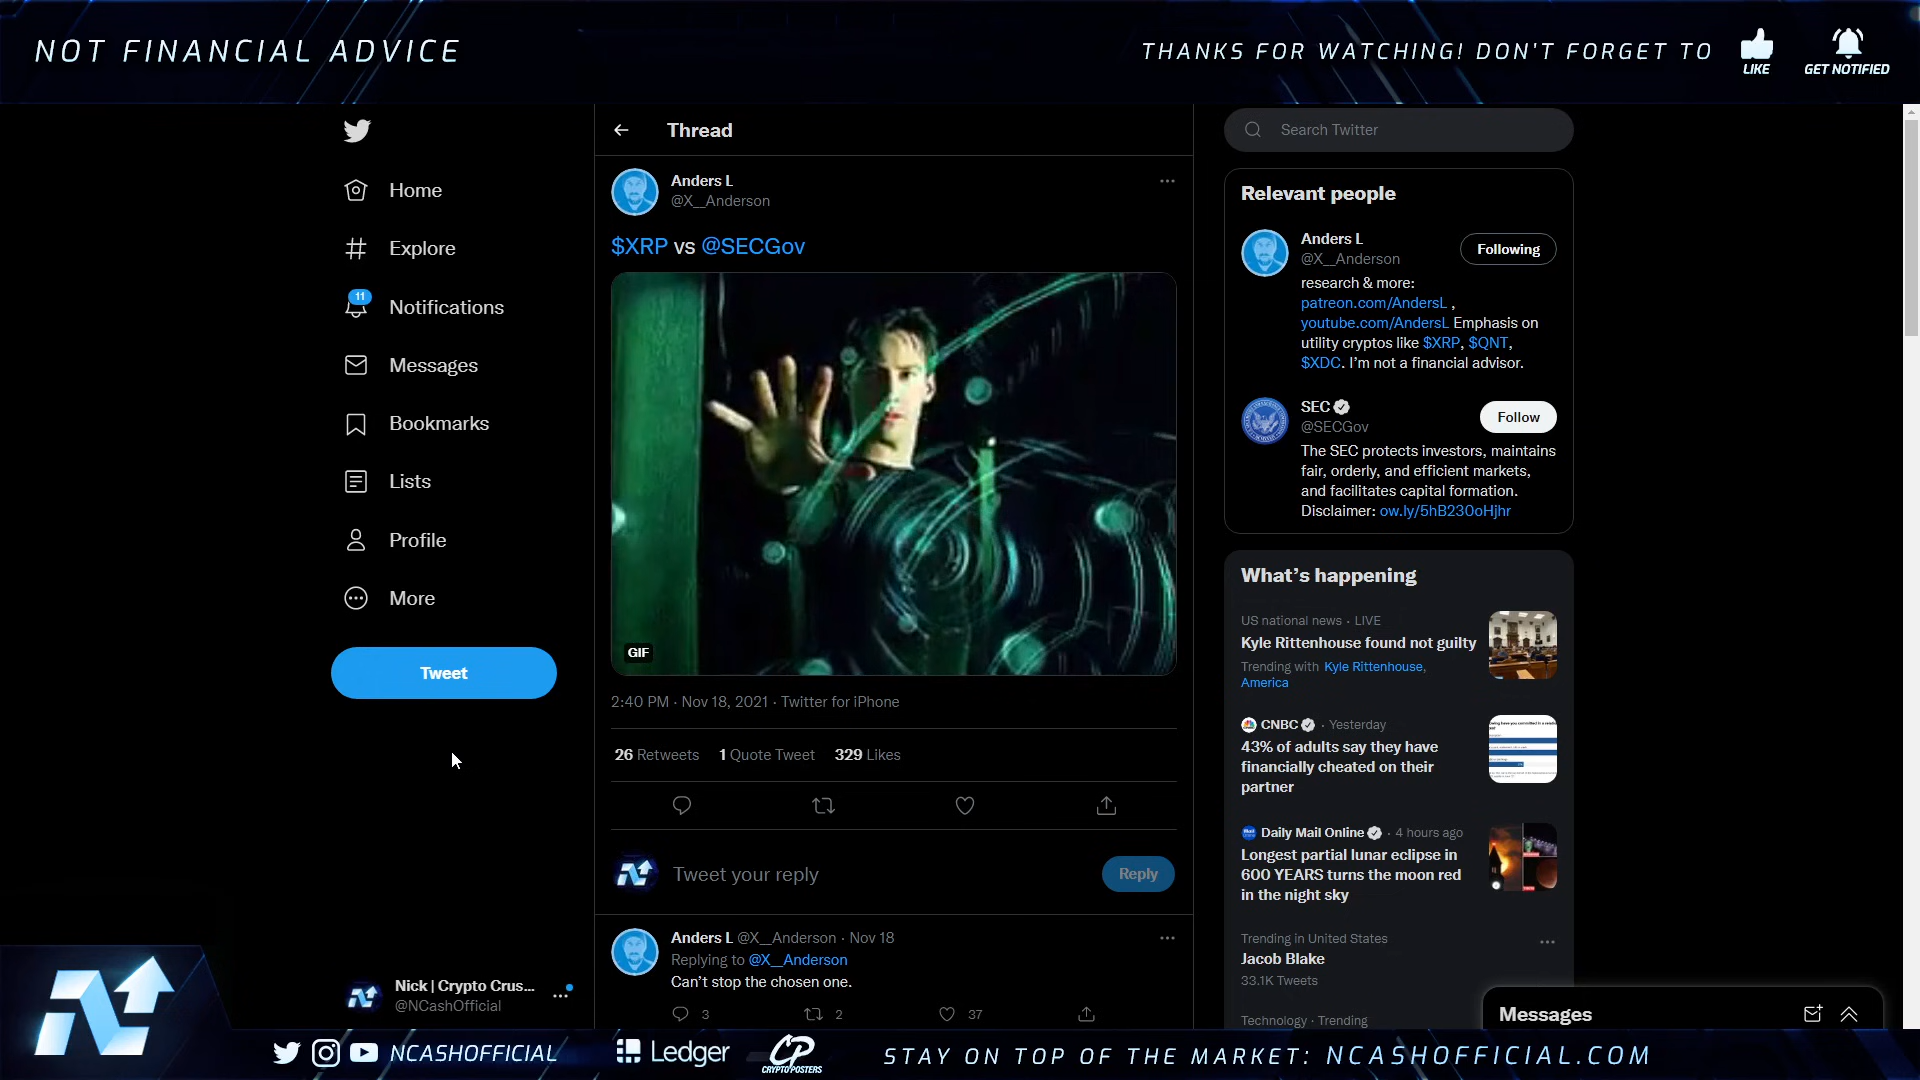 NOT FINANCIAL ADVICE
THANKS FOR WATCHING! DON'T FORGET TO
LIKE
GET NOTIFIED
Home
Explore
11
Notifications
Messages
Bookmarks
Lists
Profile
More
Tweet
Nick | Crypto Crus...
@NCashOfficial
Thread
Anders L
@X__Anderson
$XRP vs @SECGov
GIF
2:40 PM · Nov 18, 2021 · Twitter for iPhone
26 Retweets 1 Quote Tweet 329 Likes
Tweet your reply
Reply
Anders L @X__Anderson · Nov 18
Replying to @X__Anderson
Can't stop the chosen one.
3 2 37
Search Twitter
Relevant people
Anders L
@X__Anderson
Following
research & more:
patreon.com/AndersL ,
youtube.com/AndersL Emphasis on
utility cryptos like $XRP, $QNT,
$XDC. I'm not a financial advisor.
SEC
@SECGov
Follow
The SEC protects investors, maintains
fair, orderly, and efficient markets,
and facilitates capital formation.
Disclaimer: ow.ly/5hB230oHjhr
What's happening
US national news · LIVE
Kyle Rittenhouse found not guilty
Trending with Kyle Rittenhouse,
America
CNBC · Yesterday
43% of adults say they have
financially cheated on their
partner
Daily Mail Online · 4 hours ago
Longest partial lunar eclipse in
600 YEARS turns the moon red
in the night sky
Trending in United States
Jacob Blake
33.1K Tweets
Technology · Trending
Messages
NCASHOFFICIAL
Ledger
CP
CRYPTO POSTERS
STAY ON TOP OF THE MARKET: NCASHOFFICIAL.COM